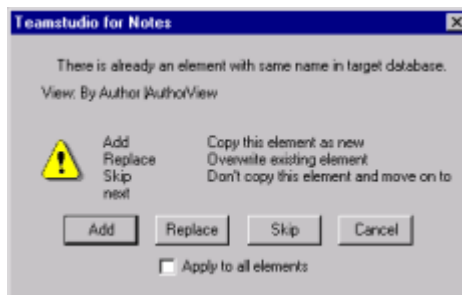 Teamstudio for Notes
There is already an element with same name in target database.
View: By Author |AuthorView
Add Copy this element as new
Replace Overwrite existing element
Skip Don't copy this element and move on to
next
Add Replace Skip Cancel
Apply to all elements